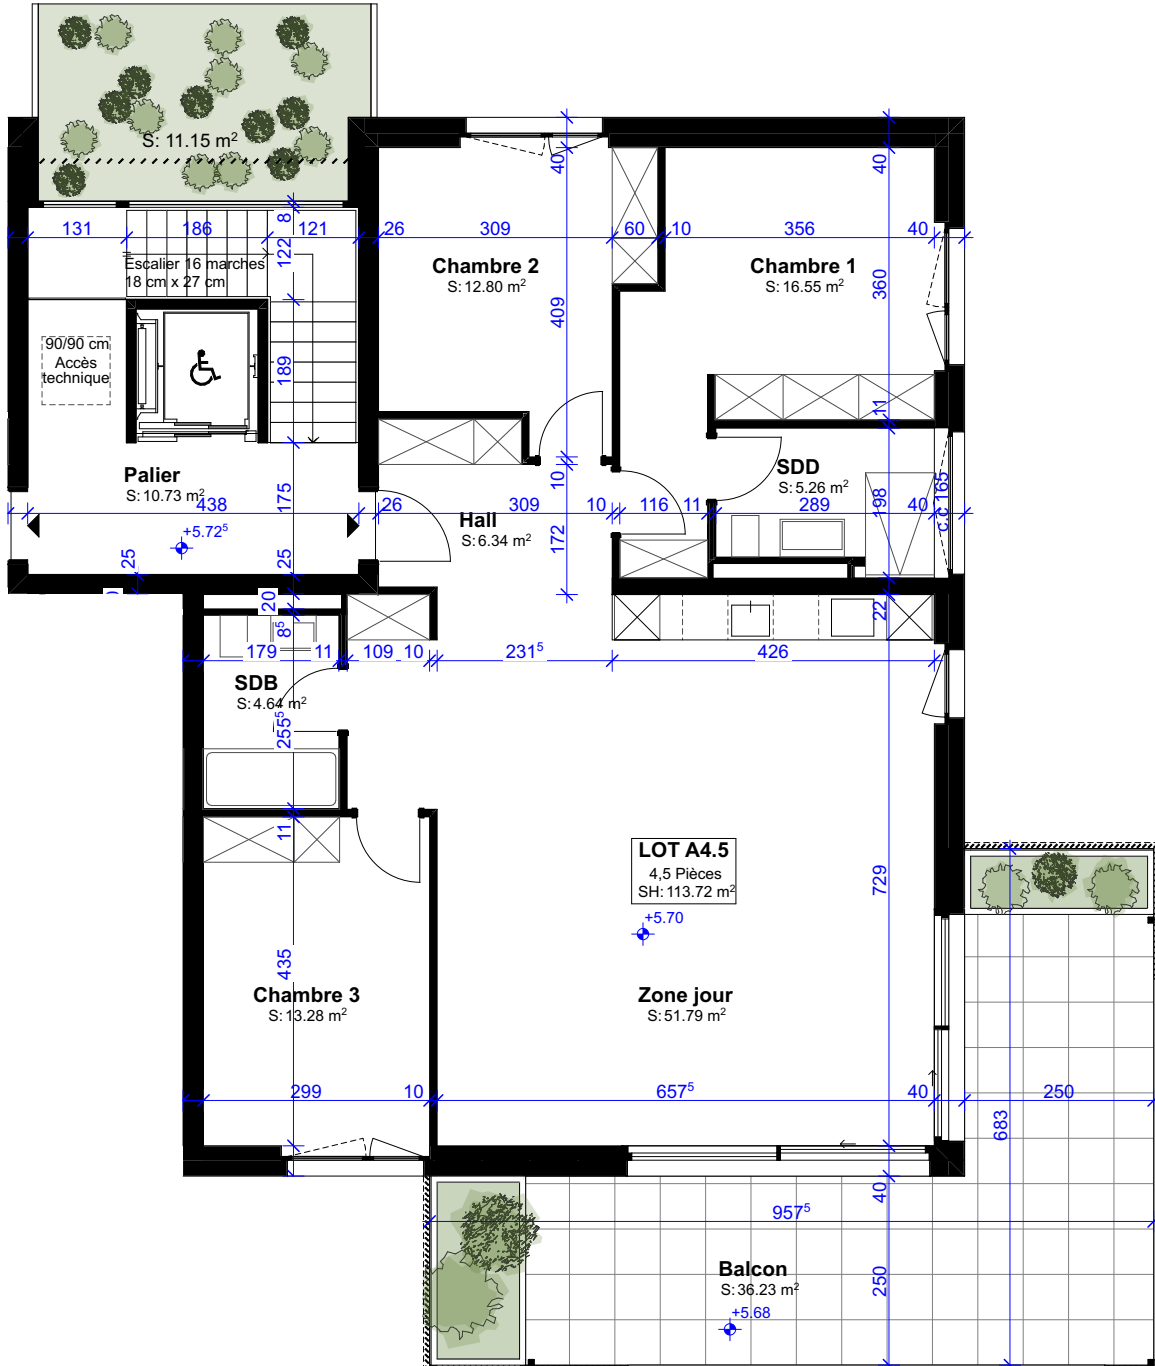 S: 11.15 m²
40
40
8
131
186
121
26
309
60
10
356
40
122
Escalier 16 marches
18 cm x 27 cm
Chambre 2
S: 12.80 m²
Chambre 1
S: 16.55 m²
360
409
90/90 cm
Accès
technique
189
11
Palier
S: 10.73 m²
SDD
S: 5.26 m²
10
175
198
c.c 165
438
26
309
10
116
11
289
40
Hall
S: 6.34 m²
+5.72⁵
172
25
25
20
22
8⁵
179
11
109
10
231⁵
426
SDB
S: 4.64 m²
255⁵
11
LOT A4.5
4,5 Pièces
SH: 113.72 m²
729
+5.70
435
Chambre 3
S: 13.28 m²
Zone jour
S: 51.79 m²
299
10
657⁵
40
250
683
40
957⁵
Balcon
S: 36.23 m²
250
+5.68